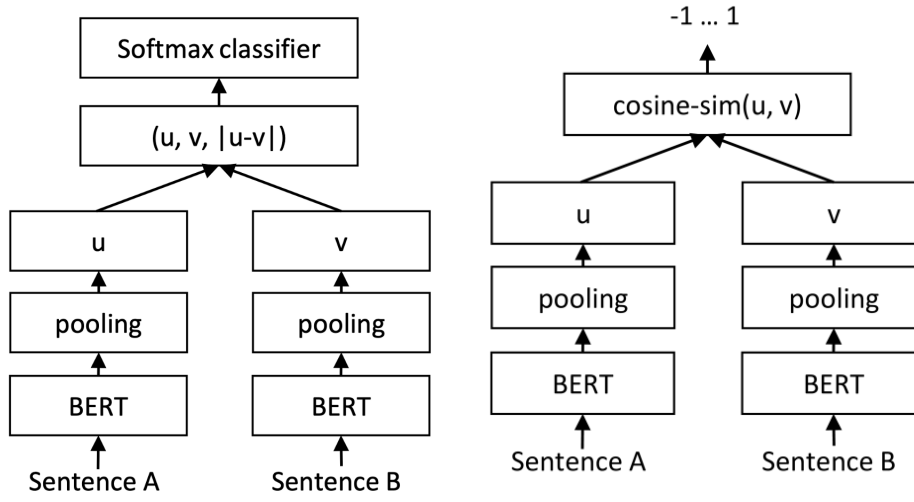 Softmax classifier
(u, v, |u-v|)
u
v
pooling
pooling
BERT
BERT
Sentence A
Sentence B
-1 … 1
cosine-sim(u, v)
u
v
pooling
pooling
BERT
BERT
Sentence A
Sentence B